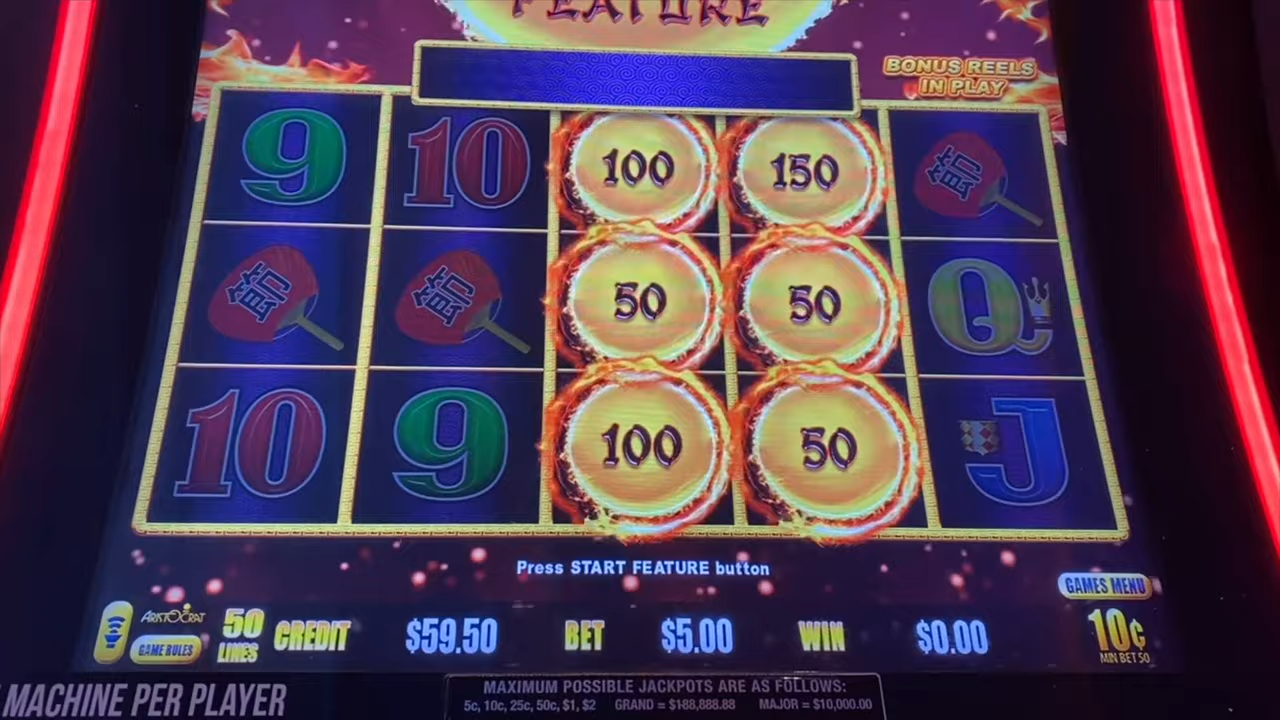 FEATURE
BONUS REELS
IN PLAY
9 10 100 150
50 50 Q
10 9 100 50 J
Press START FEATURE button
GAMES MENU
ARISTOCRAT
GAME RULES
50
LINES
CREDIT $59.50 BET $5.00 WIN $0.00
10¢
MIN BET 50
MACHINE PER PLAYER
MAXIMUM POSSIBLE JACKPOTS ARE AS FOLLOWS:
5c, 10c, 25c, 50c, $1, $2 GRAND = $188,888.88 MAJOR = $10,000.00